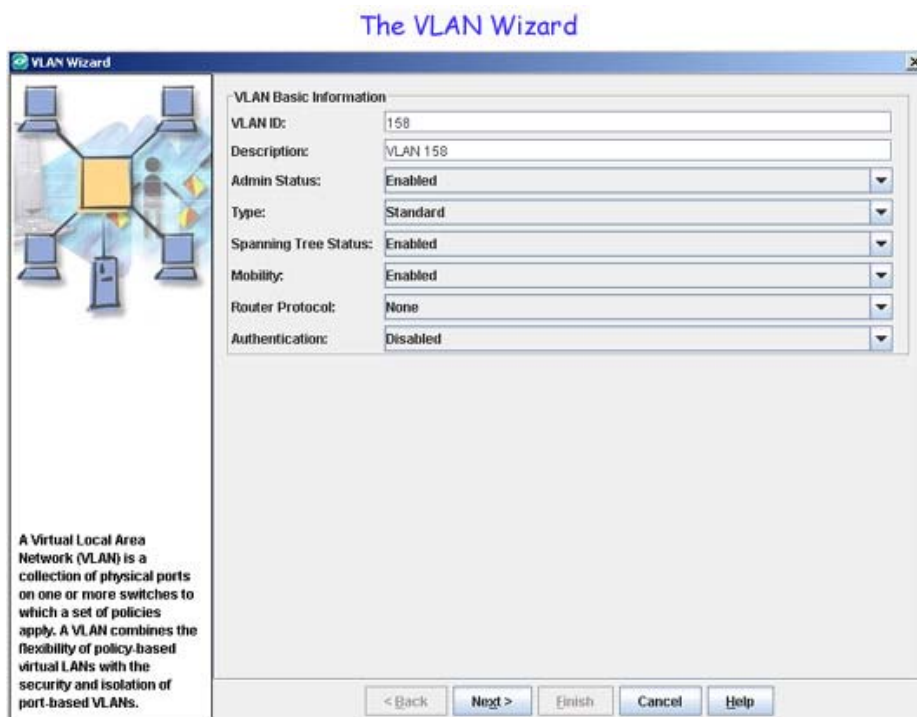 The VLAN Wizard
VLAN Wizard
VLAN Basic Information
VLAN ID: 158
Description: VLAN 158
Admin Status: Enabled
Type: Standard
Spanning Tree Status: Enabled
Mobility: Enabled
Router Protocol: None
Authentication: Disabled
A Virtual Local Area
Network (VLAN) is a
collection of physical ports
on one or more switches to
which a set of policies
apply. A VLAN combines the
flexibility of policy-based
virtual LANs with the
security and isolation of
port-based VLANs.
< Back Next > Finish Cancel Help